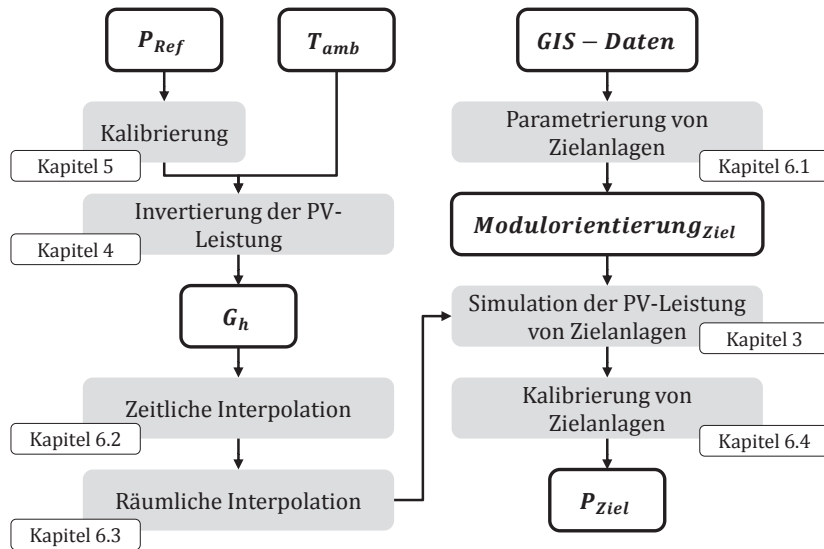 P_Ref
T_amb
Kalibrierung
Kapitel 5
Invertierung der PV-
Leistung
Kapitel 4
G_h
Zeitliche Interpolation
Kapitel 6.2
Räumliche Interpolation
Kapitel 6.3
GIS − Daten
Parametrierung von
Zielanlagen
Kapitel 6.1
Modulorientierung_Ziel
Simulation der PV-Leistung
von Zielanlagen
Kapitel 3
Kalibrierung von
Zielanlagen
Kapitel 6.4
P_Ziel